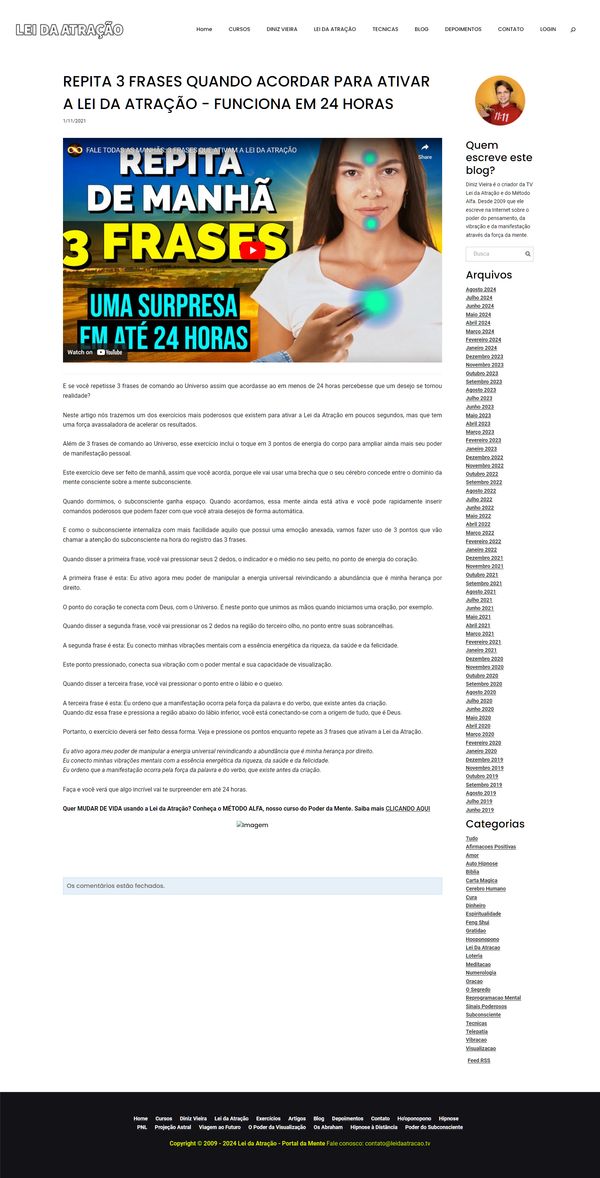 LEI DA ATRAÇÃO
Home CURSOS DINIZ VIEIRA LEI DA ATRAÇÃO TECNICAS BLOG DEPOIMENTOS CONTATO LOGIN
REPITA 3 FRASES QUANDO ACORDAR PARA ATIVAR
A LEI DA ATRAÇÃO - FUNCIONA EM 24 HORAS
1/11/2021
FALE TODAS AS MANHÃS: 3 FRASES QUE ATIVAM A LEI DA ATRAÇÃO
Share
REPITA
DE MANHÃ
3 FRASES
UMA SURPRESA
EM ATÉ 24 HORAS
Watch on YouTube
E se você repetisse 3 frases de comando ao Universo assim que acordasse ao em menos de 24 horas percebesse que um desejo se tornou
realidade?
Neste artigo nós trazemos um dos exercícios mais poderosos que existem para ativar a Lei da Atração em poucos segundos, mas que tem
uma força avassaladora de acelerar os resultados.
Além de 3 frases de comando ao Universo, esse exercício inclui o toque em 3 pontos de energia do corpo para ampliar ainda mais seu poder
de manifestação pessoal.
Este exercício deve ser feito de manhã, assim que você acorda, porque ele vai usar uma brecha que o seu cérebro concede entre o domínio da
mente consciente sobre a mente subconsciente.
Quando dormimos, o subconsciente ganha espaço. Quando acordamos, essa mente ainda está ativa e você pode rapidamente inserir
comandos poderosos que podem fazer com que você atraia desejos de forma automática.
E como o subconsciente internaliza com mais facilidade aquilo que possui uma emoção anexada, vamos fazer uso de 3 pontos que vão
chamar a atenção do subconsciente na hora do registro das 3 frases.
Quando disser a primeira frase, você vai pressionar seus 2 dedos, o indicador e o médio no seu peito, no ponto de energia do coração.
A primeira frase é esta: Eu ativo agora meu poder de manipular a energia universal reivindicando a abundância que é minha herança por
direito.
O ponto do coração te conecta com Deus, com o Universo. É neste ponto que unimos as mãos quando iniciamos uma oração, por exemplo.
Quando disser a segunda frase, você vai pressionar os 2 dedos na região do terceiro olho, no ponto entre suas sobrancelhas.
A segunda frase é esta: Eu conecto minhas vibrações mentais com a essência energética da riqueza, da saúde e da felicidade.
Este ponto pressionado, conecta sua vibração com o poder mental e sua capacidade de visualização.
Quando disser a terceira frase, você vai pressionar o ponto entre o lábio e o queixo.
A terceira frase é esta: Eu ordeno que a manifestação ocorra pela força da palavra e do verbo, que existe antes da criação.
Quando diz essa frase e pressiona a região abaixo do lábio inferior, você está conectando-se com a origem de tudo, que é Deus.
Portanto, o exercício deverá ser feito dessa forma: Veja e pressione os pontos enquanto repete as 3 frases que ativam a Lei da Atração.
Eu ativo agora meu poder de manipular a energia universal reivindicando a abundância que é minha herança por direito.
Eu conecto minhas vibrações mentais com a essência energética da riqueza, da saúde e da felicidade.
Eu ordeno que a manifestação ocorra pela força da palavra e do verbo, que existe antes da criação.
Faça e você verá que algo incrível vai te surpreender em até 24 horas.
Quer MUDAR DE VIDA usando a Lei da Atração? Conheça o MÉTODO ALFA, nosso curso do Poder da Mente. Saiba mais CLICANDO AQUI
Imagem
Os comentários estão fechados.
11:11
Quem
escreve este
blog?
Diniz Vieira é o criador da TV
Lei da Atração e do Método
Alfa. Desde 2009 que ele
escreve na Internet sobre o
poder do pensamento, da
vibração e da manifestação
através da força da mente.
Busca
Arquivos
Agosto 2024
Julho 2024
Junho 2024
Maio 2024
Abril 2024
Março 2024
Fevereiro 2024
Janeiro 2024
Dezembro 2023
Novembro 2023
Outubro 2023
Setembro 2023
Agosto 2023
Julho 2023
Junho 2023
Maio 2023
Abril 2023
Março 2023
Fevereiro 2023
Janeiro 2023
Dezembro 2022
Novembro 2022
Outubro 2022
Setembro 2022
Agosto 2022
Julho 2022
Junho 2022
Maio 2022
Abril 2022
Março 2022
Fevereiro 2022
Janeiro 2022
Dezembro 2021
Novembro 2021
Outubro 2021
Setembro 2021
Agosto 2021
Julho 2021
Junho 2021
Maio 2021
Abril 2021
Março 2021
Fevereiro 2021
Janeiro 2021
Dezembro 2020
Novembro 2020
Outubro 2020
Setembro 2020
Agosto 2020
Julho 2020
Junho 2020
Maio 2020
Abril 2020
Março 2020
Fevereiro 2020
Janeiro 2020
Dezembro 2019
Novembro 2019
Outubro 2019
Setembro 2019
Agosto 2019
Julho 2019
Junho 2019
Categorias
Tudo
Afirmacoes Positivas
Amor
Auto Hipnose
Biblia
Carta Magica
Cerebro Humano
Cura
Dinheiro
Espiritualidade
Feng Shui
Gratidao
Hooponopono
Lei Da Atracao
Loteria
Meditacao
Numerologia
Oracao
O Segredo
Reprogramacao Mental
Sinais Poderosos
Subconsciente
Tecnicas
Telepatia
Vibracao
Visualizacao
Feed RSS
Home Cursos Diniz Vieira Lei da Atração Exercícios Artigos Blog Depoimentos Contato Ho'oponopono Hipnose
PNL Projeção Astral Viagem ao Futuro O Poder da Visualização Os Abraham Hipnose à Distância Poder do Subconsciente
Copyright © 2009 - 2024 Lei da Atração - Portal da Mente Fale conosco: contato@leidaatracao.tv